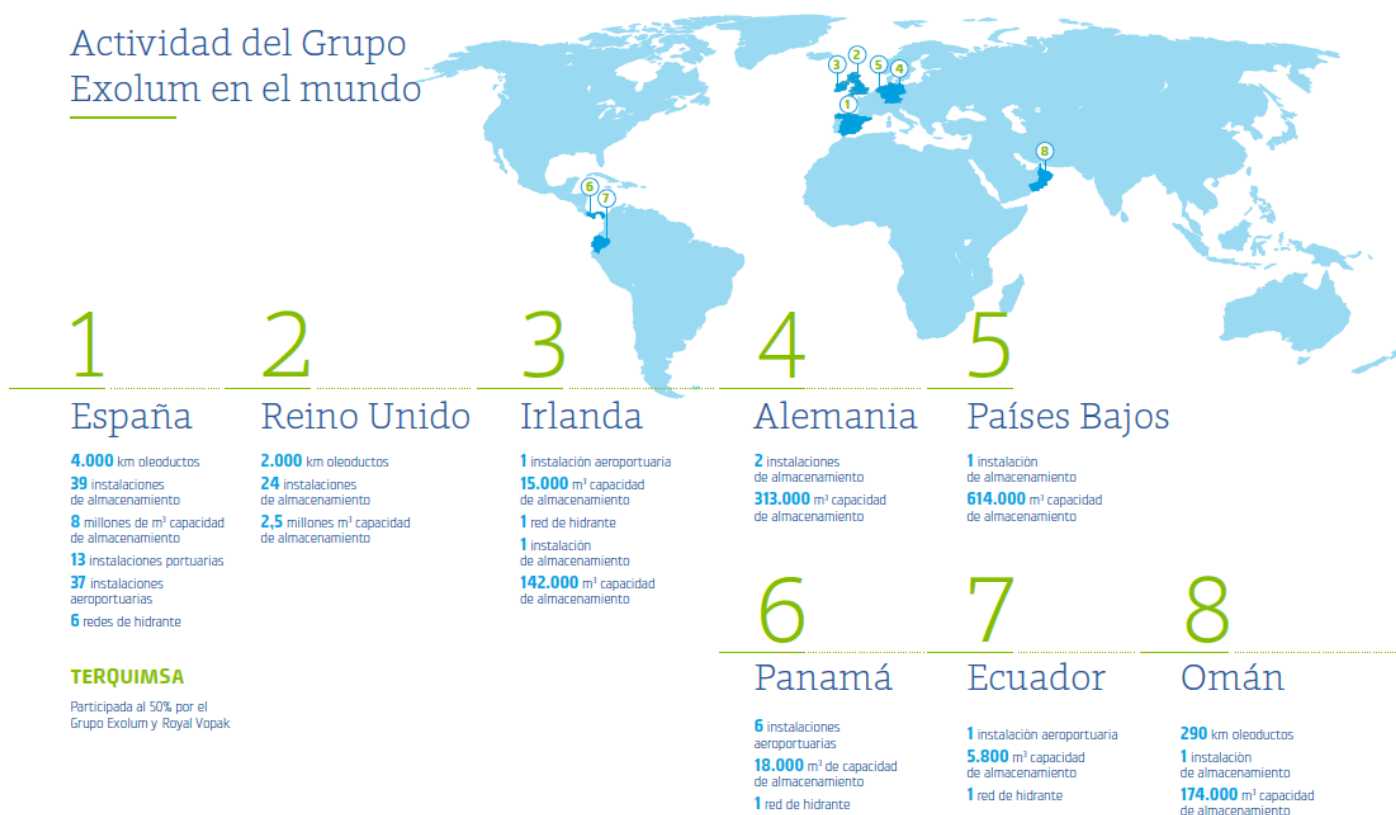 Actividad del Grupo
Exolum en el mundo
3
2
5
4
1
8
6
7
1
España
4.000 km oleoductos
39 instalaciones
de almacenamiento
8 millones de m³ capacidad
de almacenamiento
13 instalaciones portuarias
37 instalaciones
aeroportuarias
6 redes de hidrante
TERQUIMSA
Participada al 50% por el
Grupo Exolum y Royal Vopak
2
Reino Unido
2.000 km oleoductos
24 instalaciones
de almacenamiento
2,5 millones m³ capacidad
de almacenamiento
3
Irlanda
1 instalación aeroportuaria
15.000 m³ capacidad
de almacenamiento
1 red de hidrante
1 instalación
de almacenamiento
142.000 m³ capacidad
de almacenamiento
4
Alemania
2 instalaciones
de almacenamiento
313.000 m³ capacidad
de almacenamiento
5
Países Bajos
1 instalación
de almacenamiento
614.000 m³ capacidad
de almacenamiento
6
Panamá
6 instalaciones
aeroportuarias
18.000 m³ de capacidad
de almacenamiento
1 red de hidrante
7
Ecuador
1 instalación aeroportuaria
5.800 m³ capacidad
de almacenamiento
1 red de hidrante
8
Omán
290 km oleoductos
1 instalación
de almacenamiento
174.000 m³ capacidad
de almacenamiento